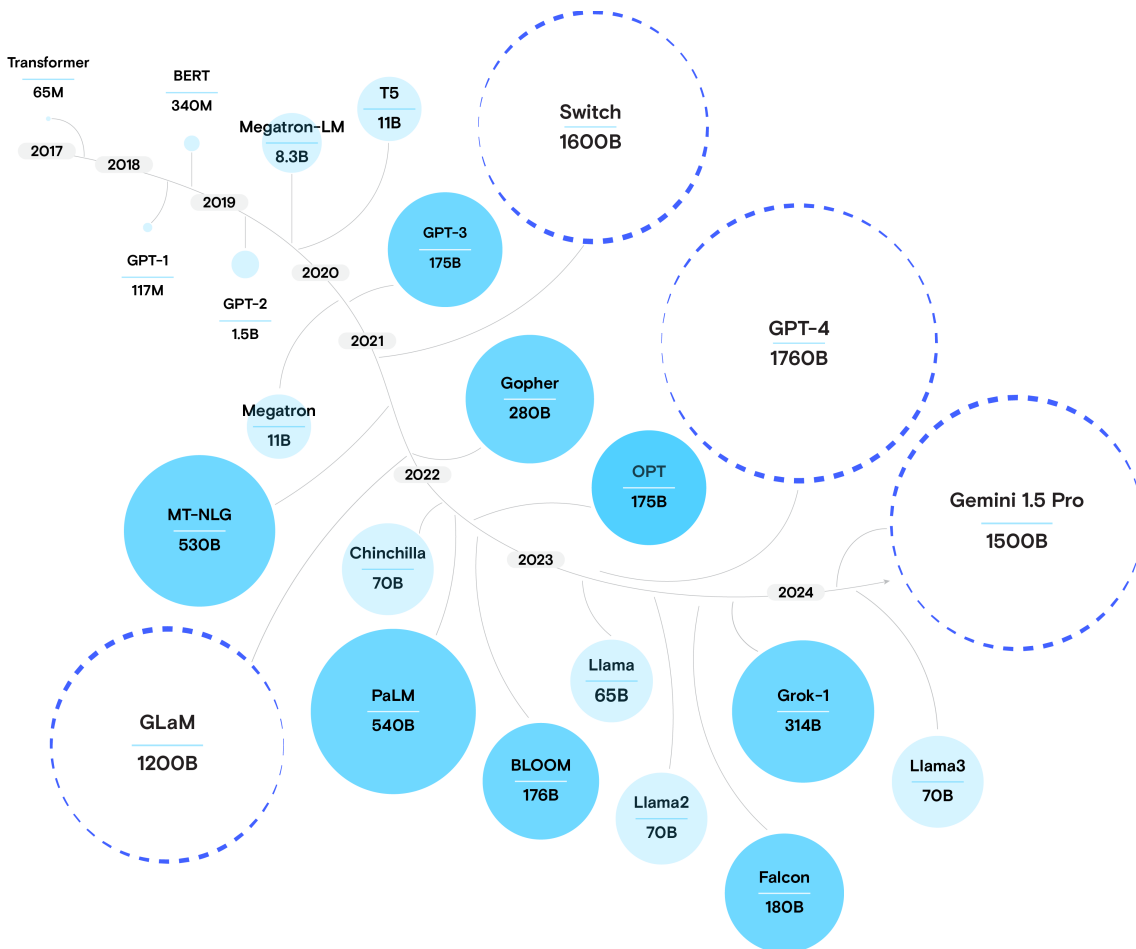 Transformer
65M
BERT
340M
Megatron-LM
8.3B
T5
11B
Switch
1600B
2017
2018
2019
GPT-1
117M
GPT-2
1.5B
GPT-3
175B
2020
2021
GPT-4
1760B
Megatron
11B
Gopher
280B
2022
OPT
175B
MT-NLG
530B
Gemini 1.5 Pro
1500B
Chinchilla
70B
2023
2024
GLaM
1200B
PaLM
540B
Llama
65B
Grok-1
314B
BLOOM
176B
Llama2
70B
Llama3
70B
Falcon
180B